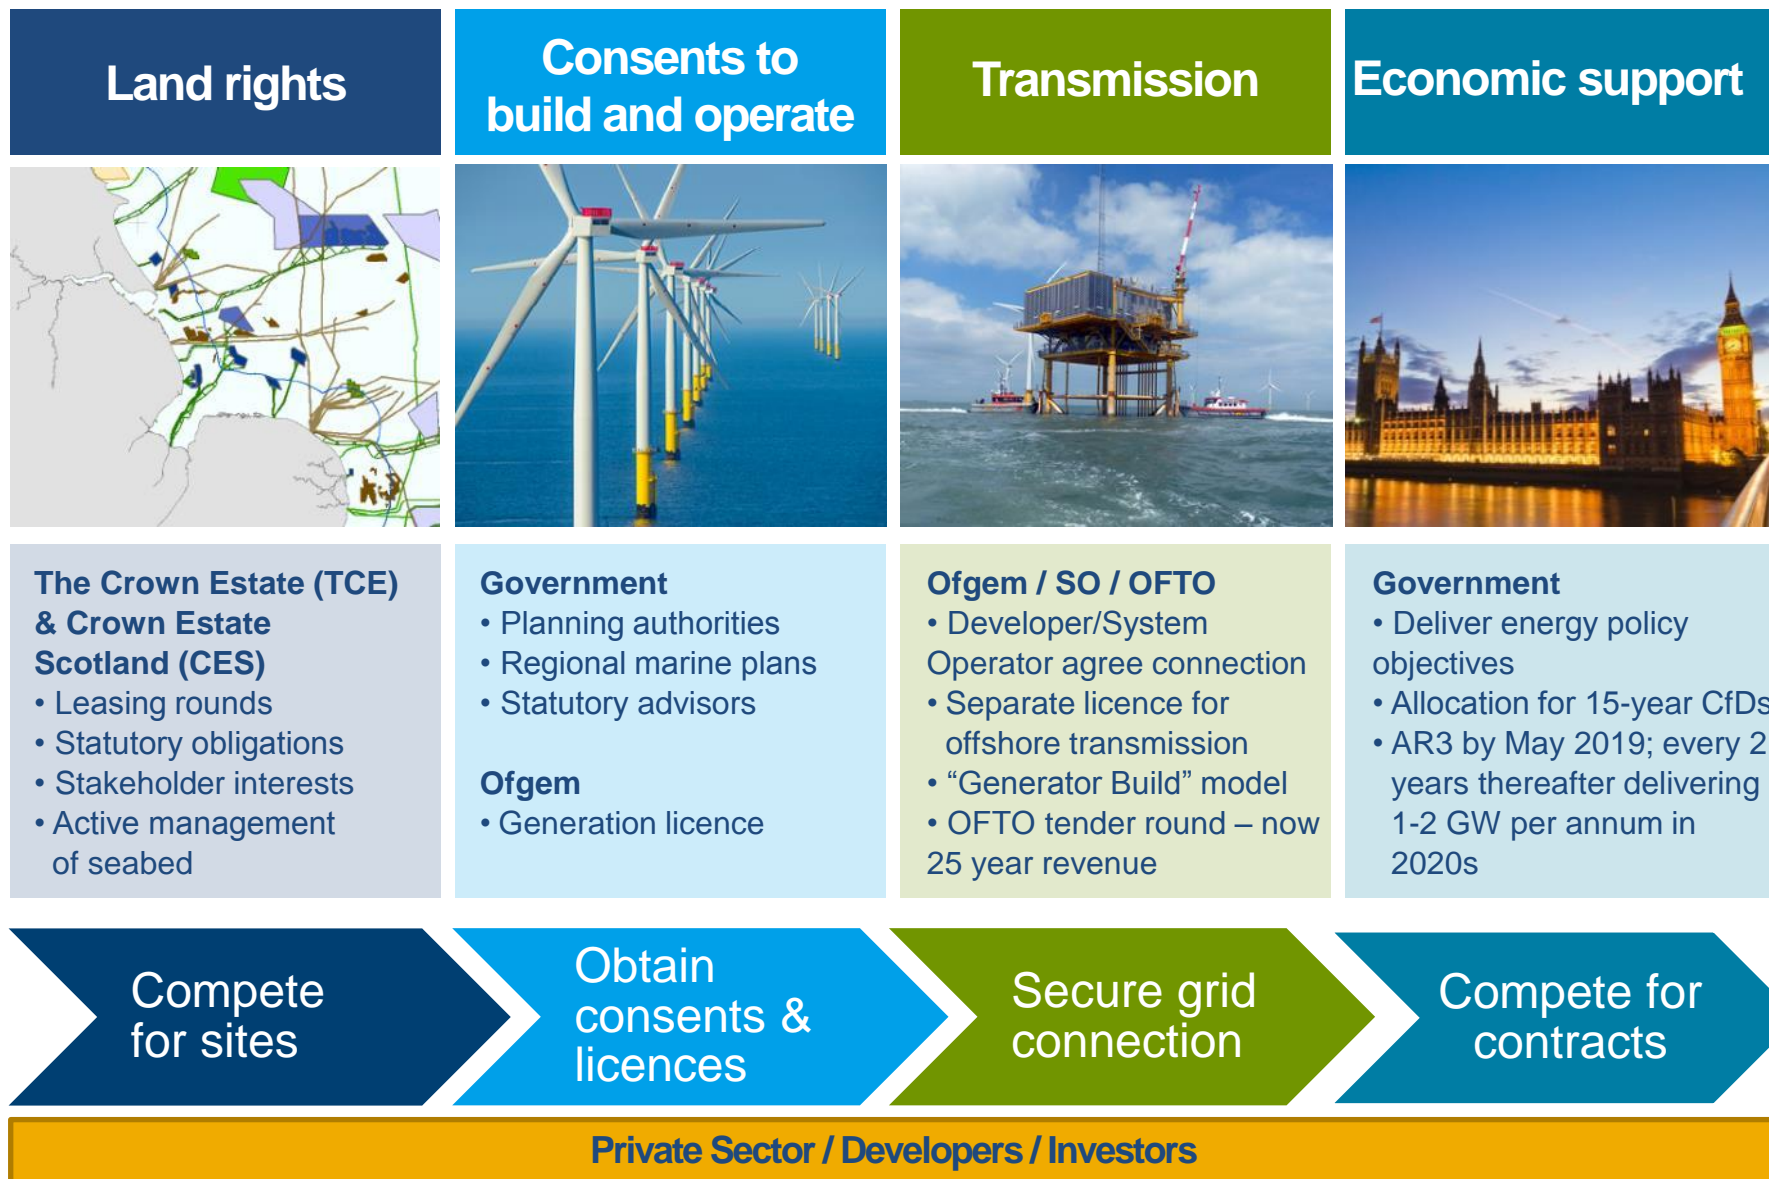 Land rights
Consents to
build and operate
Transmission
Economic support
The Crown Estate (TCE)
& Crown Estate
Scotland (CES)
• Leasing rounds
• Statutory obligations
• Stakeholder interests
• Active management
of seabed
Government
• Planning authorities
• Regional marine plans
• Statutory advisors
Ofgem
• Generation licence
Ofgem / SO / OFTO
• Developer/System
Operator agree connection
• Separate licence for
offshore transmission
• “Generator Build” model
• OFTO tender round – now
25 year revenue
Government
• Deliver energy policy
objectives
• Allocation for 15-year CfDs
• AR3 by May 2019; every 2
years thereafter delivering
1-2 GW per annum in
2020s
Compete
for sites
Obtain
consents &
licences
Secure grid
connection
Compete for
contracts
Private Sector / Developers / Investors